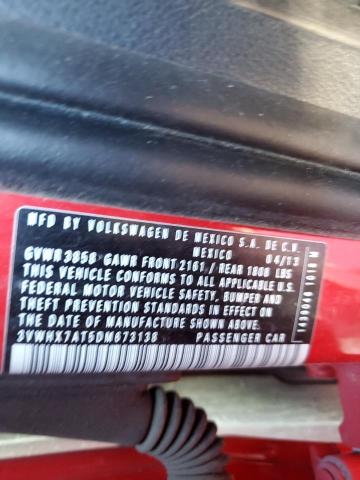 MFD BY VOLKSWAGEN DE MEXICO S.A. DE C.V.
MEXICO 04/13
GVWR 3858 GAWR FRONT 2161 / REAR 1808 LBS
THIS VEHICLE CONFORMS TO ALL APPLICABLE U.S.
FEDERAL MOTOR VEHICLE SAFETY, BUMPER AND
THEFT PREVENTION STANDARDS IN EFFECT ON
THE DATE OF MANUFACTURE SHOWN ABOVE.
3VWHX7AT5DM673138 PASSENGER CAR